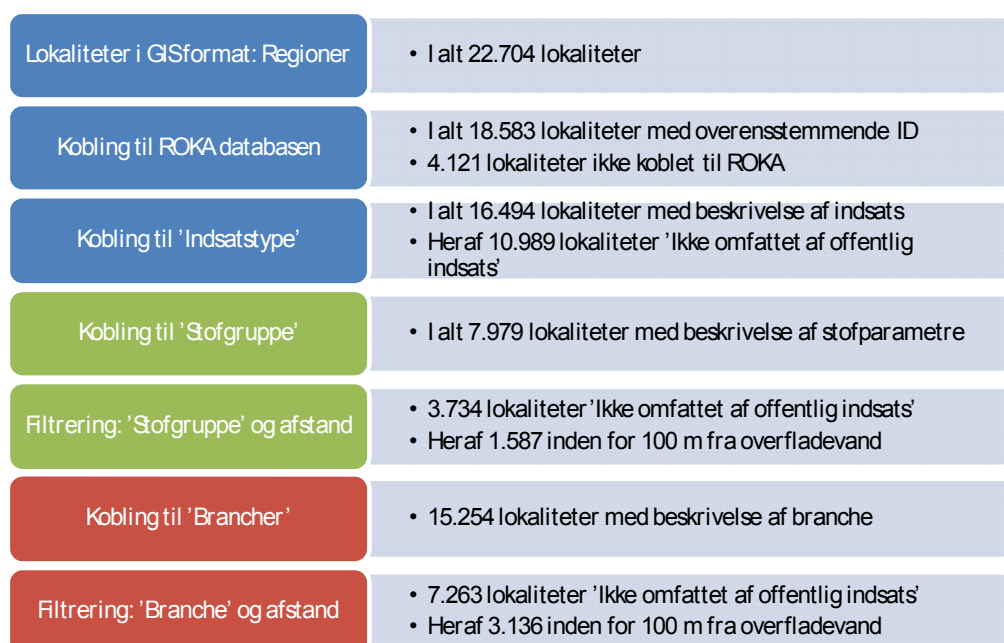 Lokaliteter i GISformat: Regioner
• I alt 22.704 lokaliteter
Kobling til ROKA databasen
• I alt 18.583 lokaliteter med overensstemmende ID
• 4.121 lokaliteter ikke koblet til ROKA
Kobling til 'Indsatstype'
• I alt 16.494 lokaliteter med beskrivelse af indsats
• Heraf 10.989 lokaliteter 'Ikke omfattet af offentlig
indsats'
Kobling til 'Stofgruppe'
• I alt 7.979 lokaliteter med beskrivelse af stofparametre
Filtrering: 'Stofgruppe' og afstand
• 3.734 lokaliteter 'Ikke omfattet af offentlig indsats'
• Heraf 1.587 inden for 100 m fra overfladevand
Kobling til 'Brancher'
• 15.254 lokaliteter med beskrivelse af branche
Filtrering: 'Branche' og afstand
• 7.263 lokaliteter 'Ikke omfattet af offentlig indsats'
• Heraf 3.136 inden for 100 m fra overfladevand